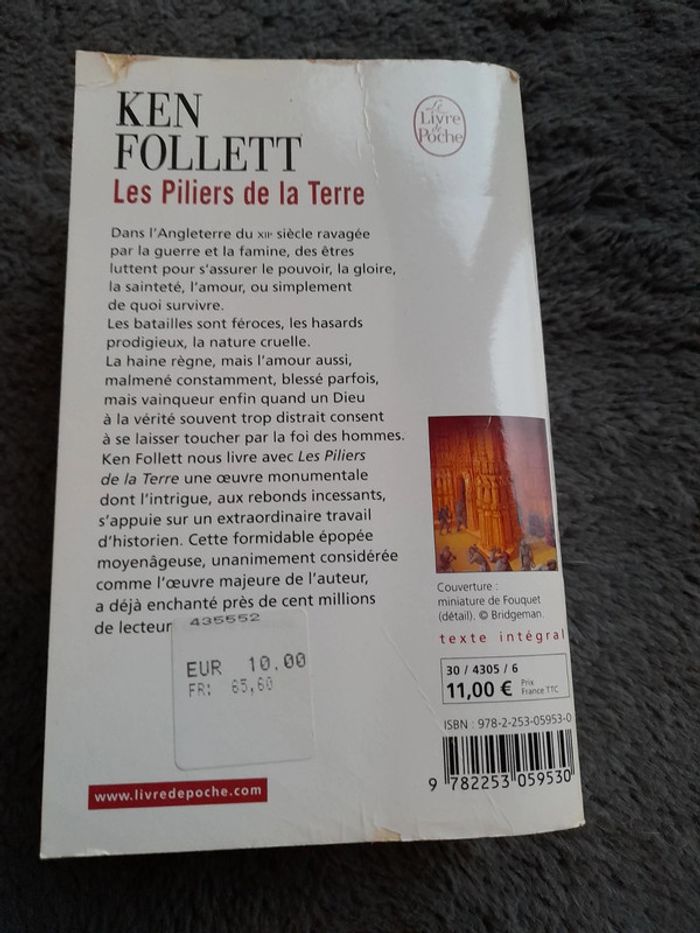 KEN
FOLLETT
Le
Livre
de
Poche
Les Piliers de la Terre
Dans l'Angleterre du XIIe siècle ravagée
par la guerre et la famine, des êtres
luttent pour s'assurer le pouvoir, la gloire,
la sainteté, l'amour, ou simplement
de quoi survivre.
Les batailles sont féroces, les hasards
prodigieux, la nature cruelle.
La haine règne, mais l'amour aussi,
malmené constamment, blessé parfois,
mais vainqueur enfin quand un Dieu
à la vérité souvent trop distrait consent
à se laisser toucher par la foi des hommes.
Ken Follett nous livre avec Les Piliers
de la Terre une œuvre monumentale
dont l'intrigue, aux rebonds incessants,
s'appuie sur un extraordinaire travail
d'historien. Cette formidable épopée
moyenâgeuse, unanimement considérée
comme l'œuvre majeure de l'auteur,
a déjà enchanté près de cent millions
de lecteur
435552
EUR 10.00
FR: 65,60
www.livredepoche.com
Couverture :
miniature de Fouquet
(détail). © Bridgeman.
texte intégral
30 / 4305 / 6
11,00 € Prix
France TTC
ISBN : 978-2-253-05953-0
9 782253 059530